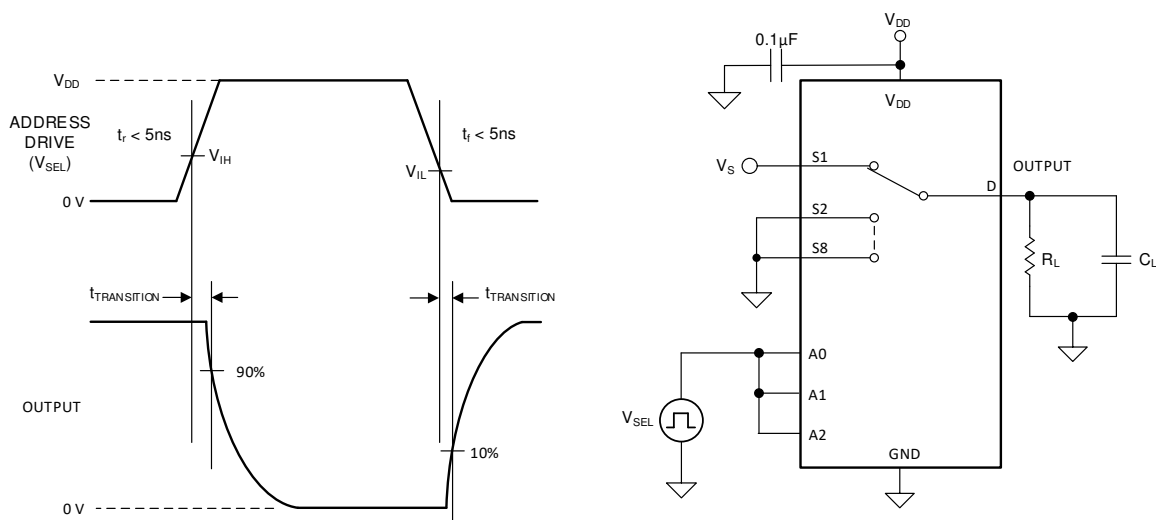 V_DD
ADDRESS
DRIVE
(V_SEL)
t_r < 5ns
V_IH
t_f < 5ns
V_IL
0 V
t_TRANSITION
t_TRANSITION
90%
OUTPUT
10%
0 V
V_DD
0.1µF
V_DD
V_S
S1
OUTPUT
D
S2
S8
R_L
C_L
A0
A1
V_SEL
A2
GND